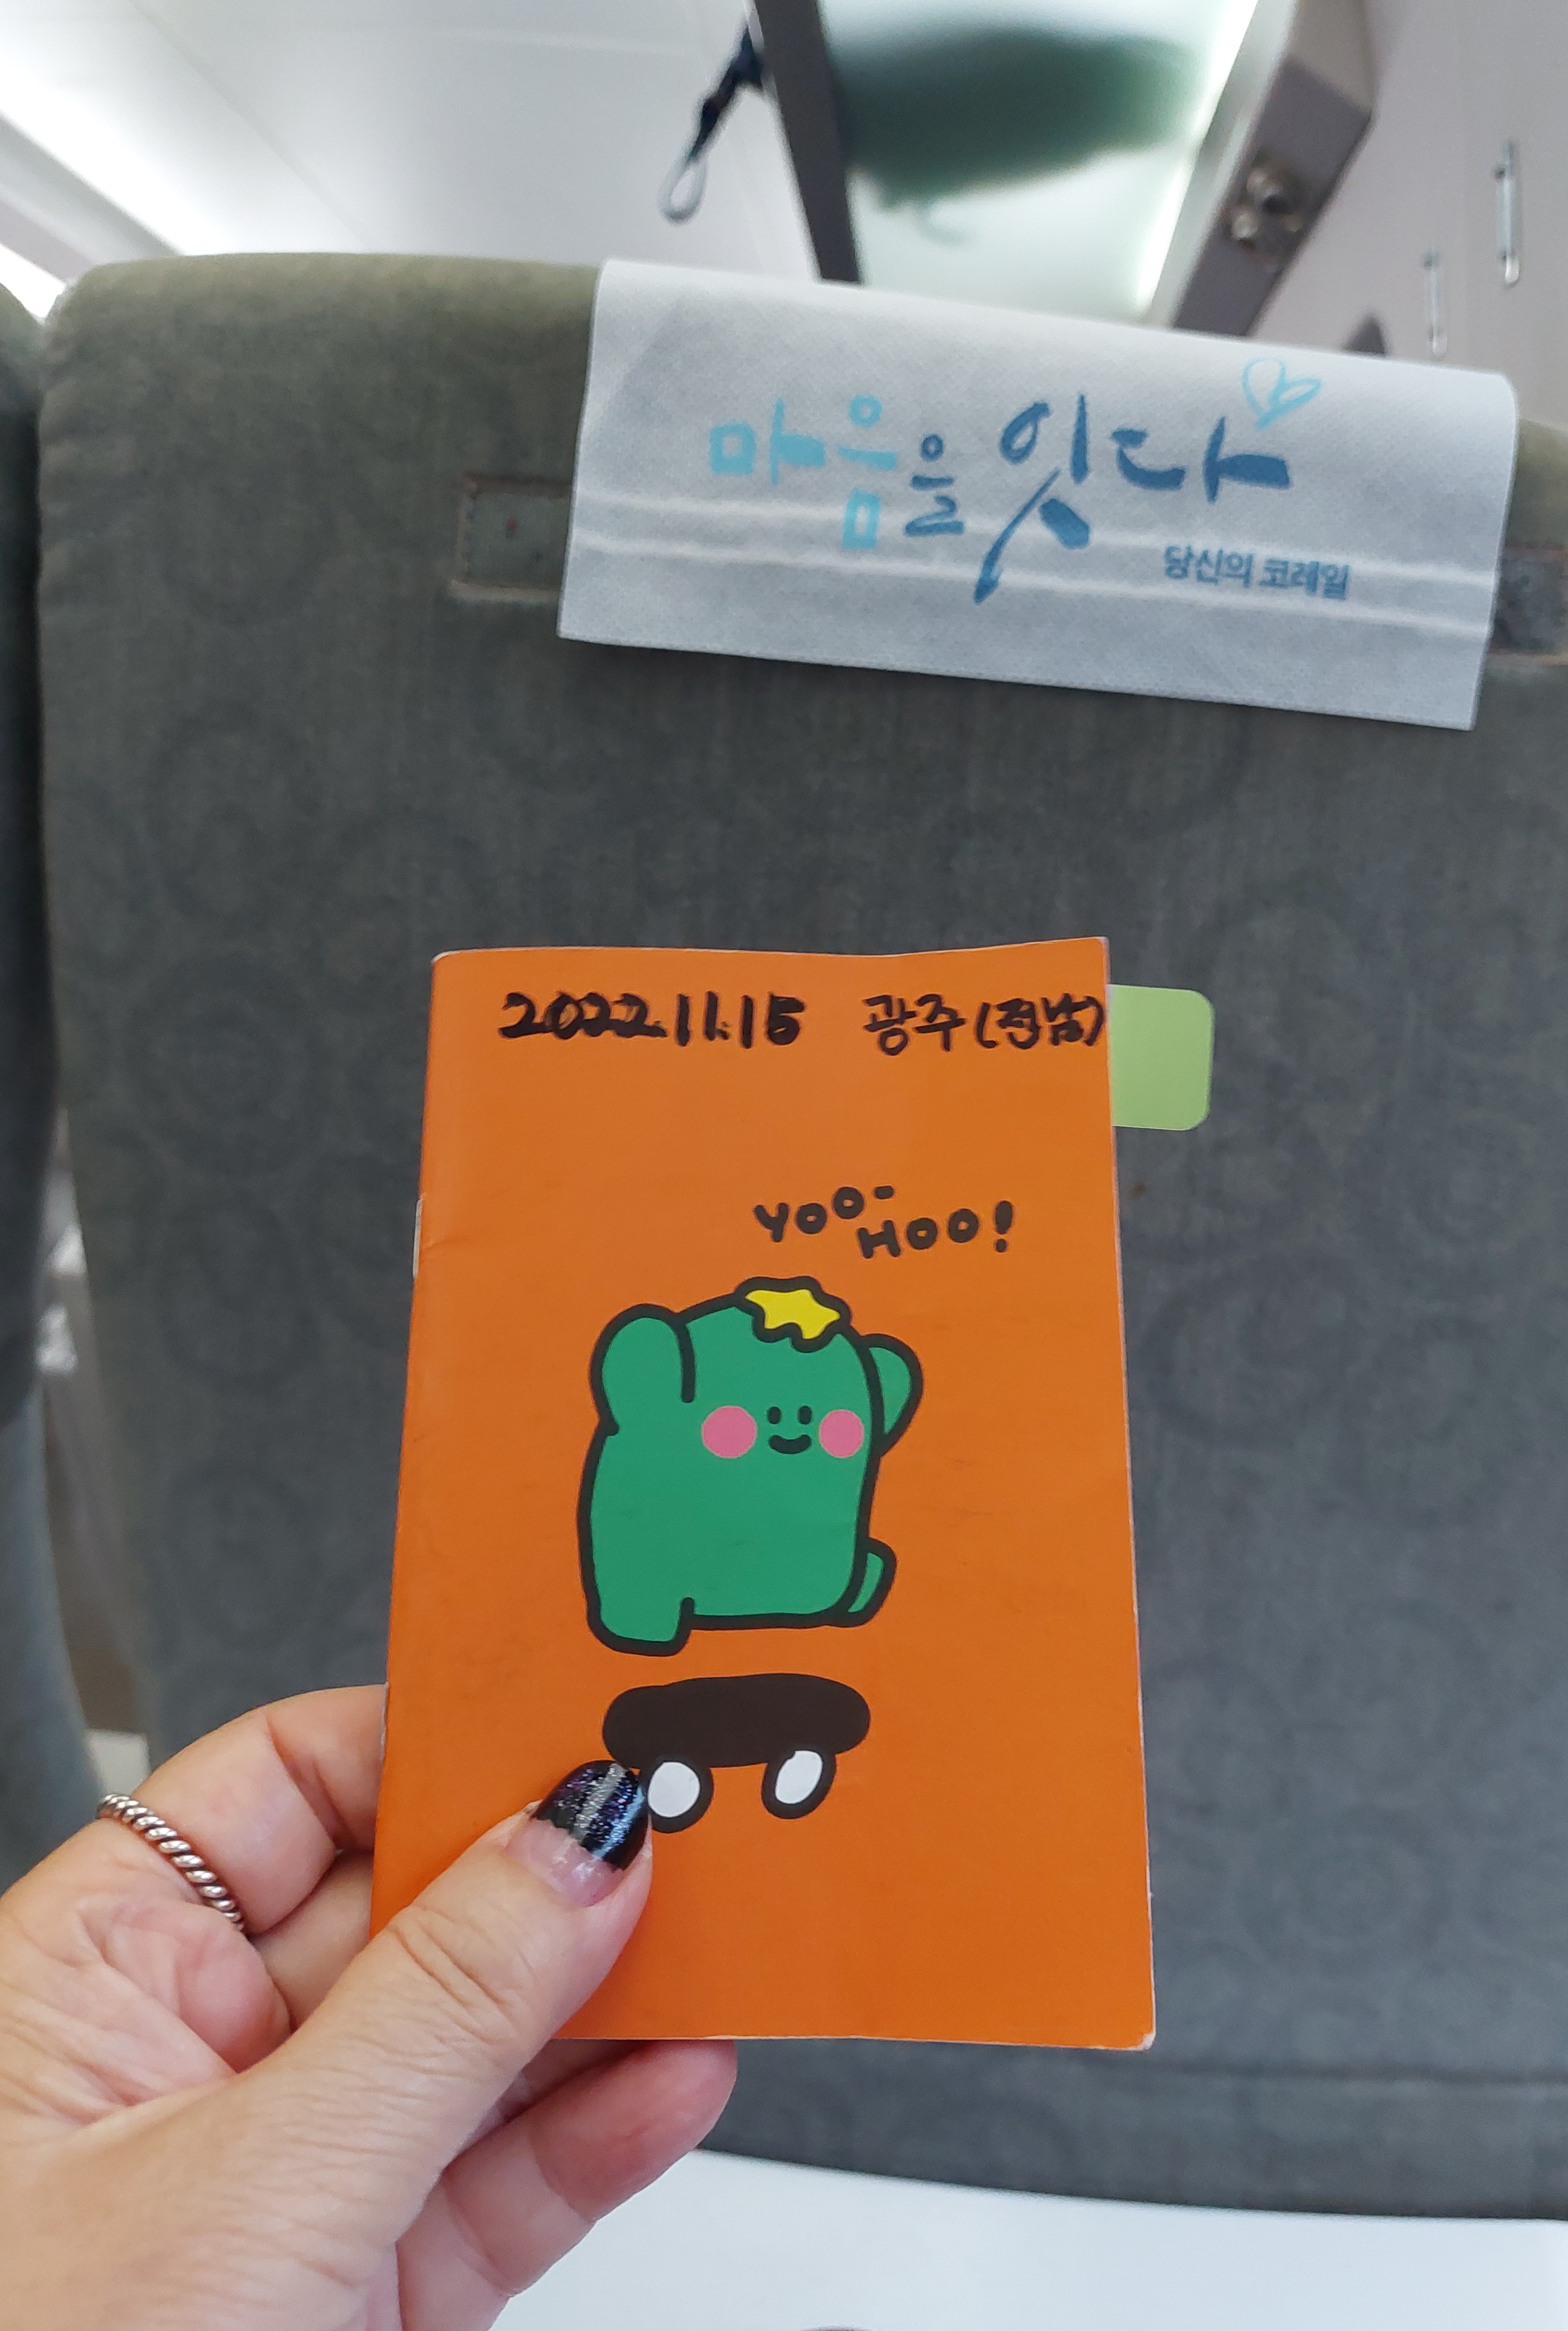 마음을 잇다
당신의 코레일
2022.11.15 광주(전남)
YOO-
HOO!